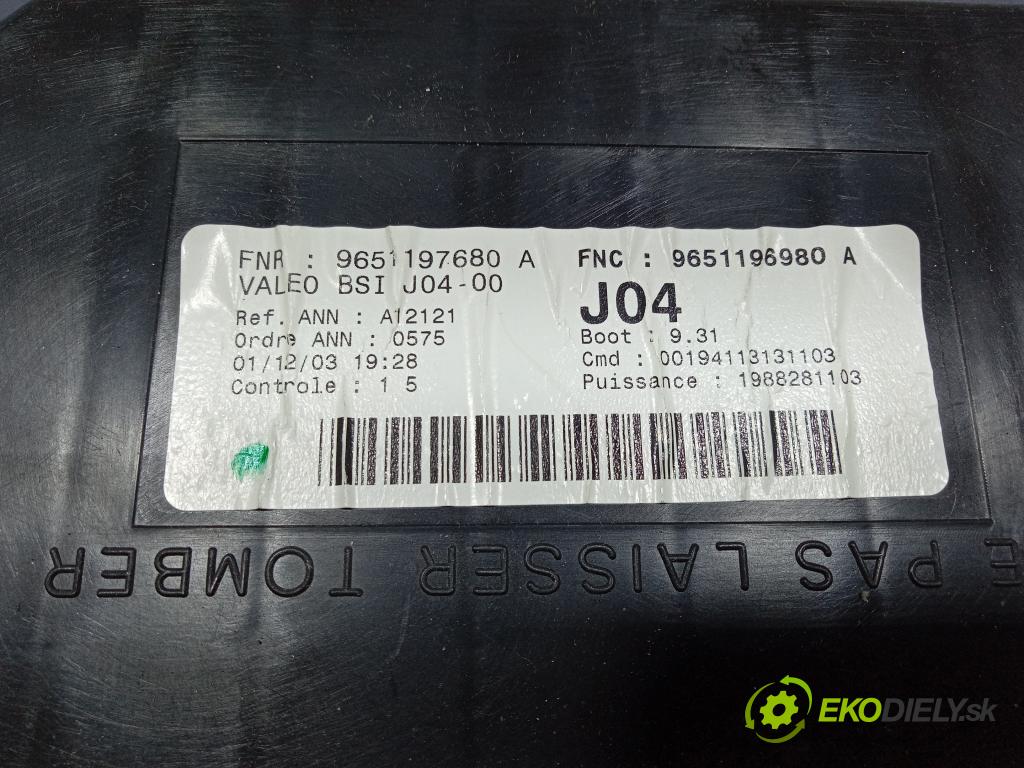 FNR : 9651197680 A
VALEO BSI J04-00
Ref. ANN : A12121
Ordre ANN : 0575
01/12/03 19:28
Controle : 1 5
FNC : 9651196980 A
J04
Boot : 9.31
Cmd : 00194113131103
Puissance : 1988281103
E PAS LAISSER TOMBER
EKODIELY.sk